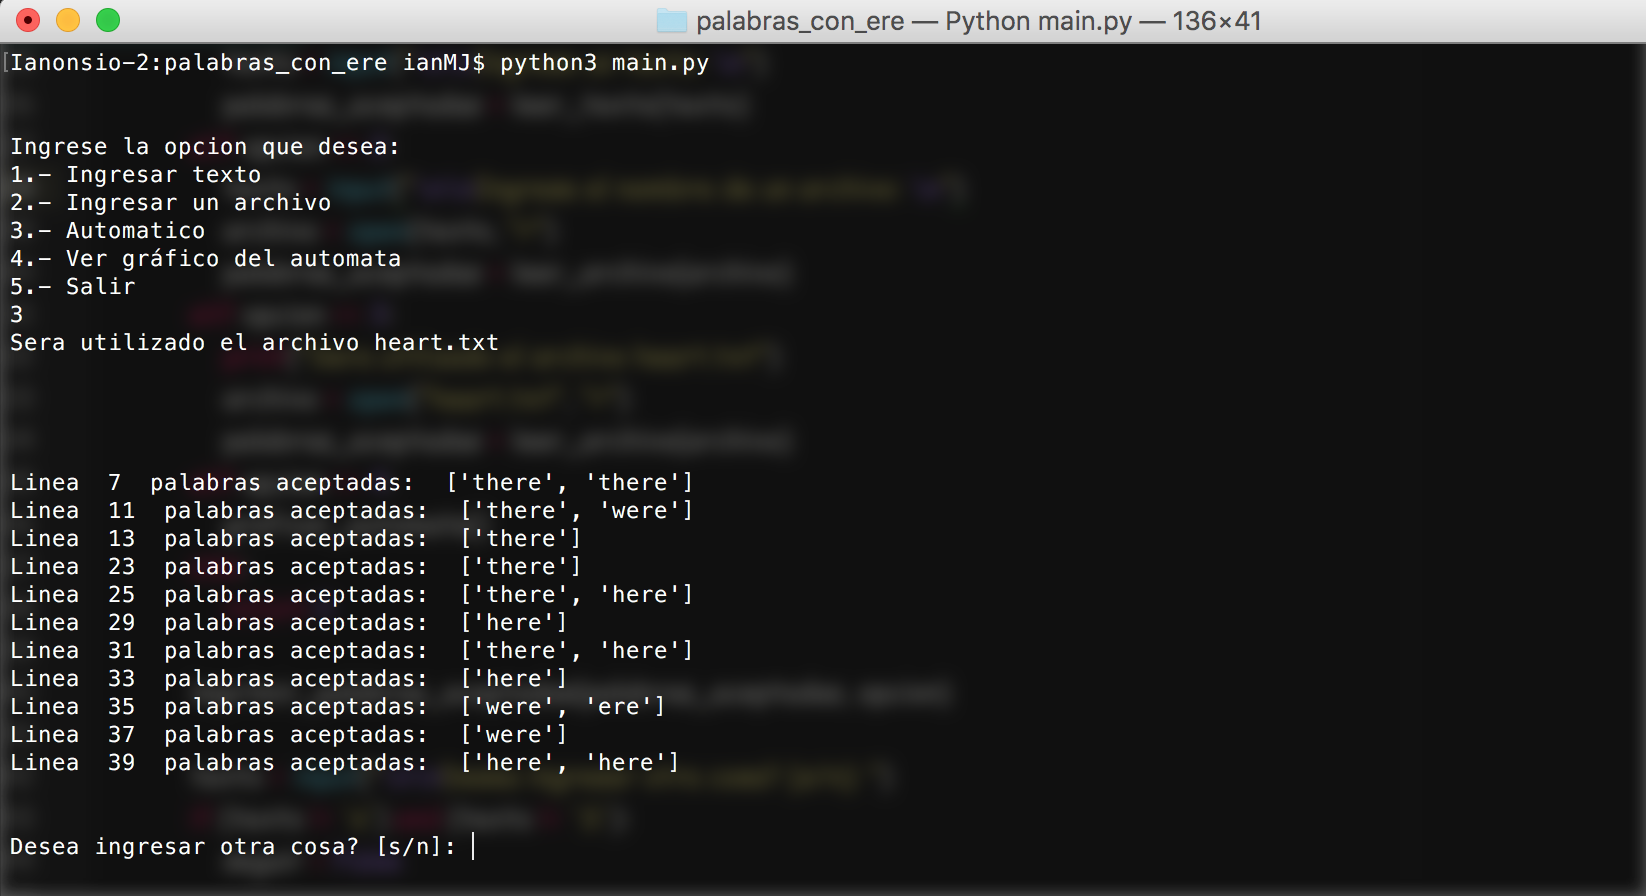 palabras_con_ere — Python main.py — 136×41
[Ianonsio-2:palabras_con_ere ianMJ$ python3 main.py
Ingrese la opcion que desea:
1.- Ingresar texto
2.- Ingresar un archivo
3.- Automatico
4.- Ver gráfico del automata
5.- Salir
3
Sera utilizado el archivo heart.txt
Linea  7  palabras aceptadas:  ['there', 'there']
Linea  11  palabras aceptadas:  ['there', 'were']
Linea  13  palabras aceptadas:  ['there']
Linea  23  palabras aceptadas:  ['there']
Linea  25  palabras aceptadas:  ['there', 'here']
Linea  29  palabras aceptadas:  ['here']
Linea  31  palabras aceptadas:  ['there', 'here']
Linea  33  palabras aceptadas:  ['here']
Linea  35  palabras aceptadas:  ['were', 'ere']
Linea  37  palabras aceptadas:  ['were']
Linea  39  palabras aceptadas:  ['here', 'here']
Desea ingresar otra cosa? [s/n]: